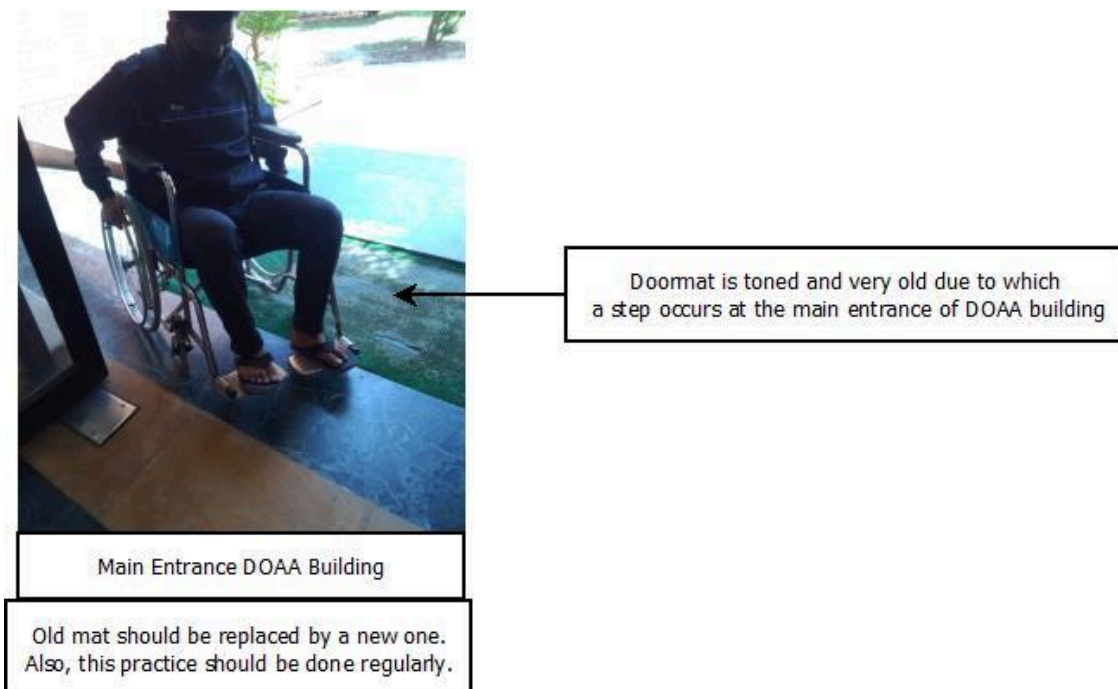 Doormat is toned and very old due to which
a step occurs at the main entrance of DOAA building
Main Entrance DOAA Building
Old mat should be replaced by a new one.
Also, this practice should be done regularly.